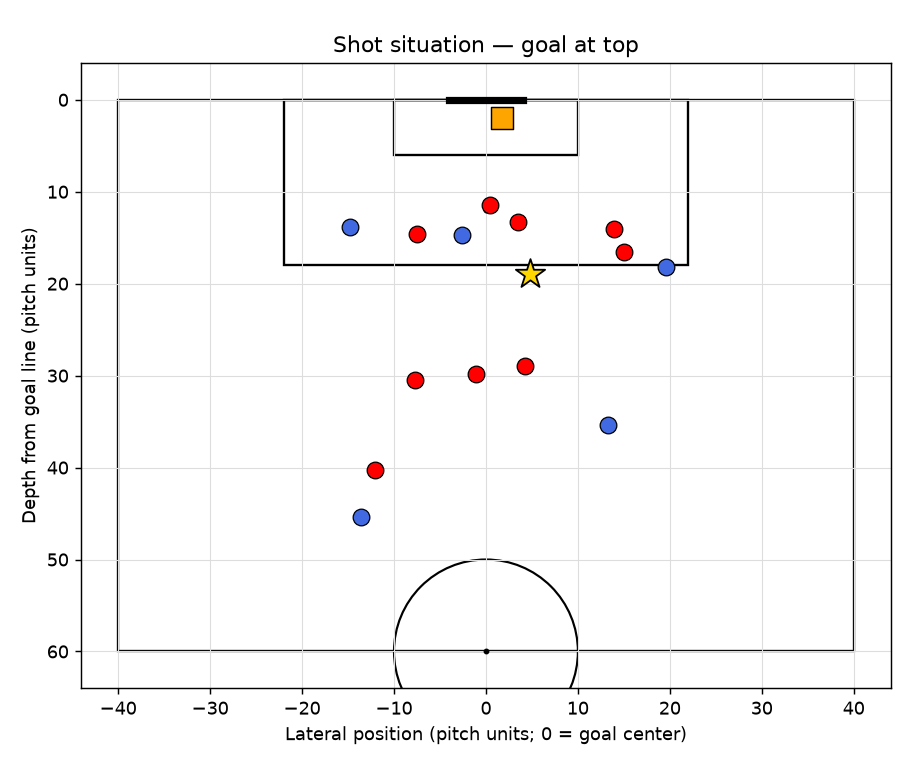 Shot situation — goal at top
0
10
20
30
40
50
60
Depth from goal line (pitch units)
−40 −30 −20 −10 0 10 20 30 40
Lateral position (pitch units; 0 = goal center)